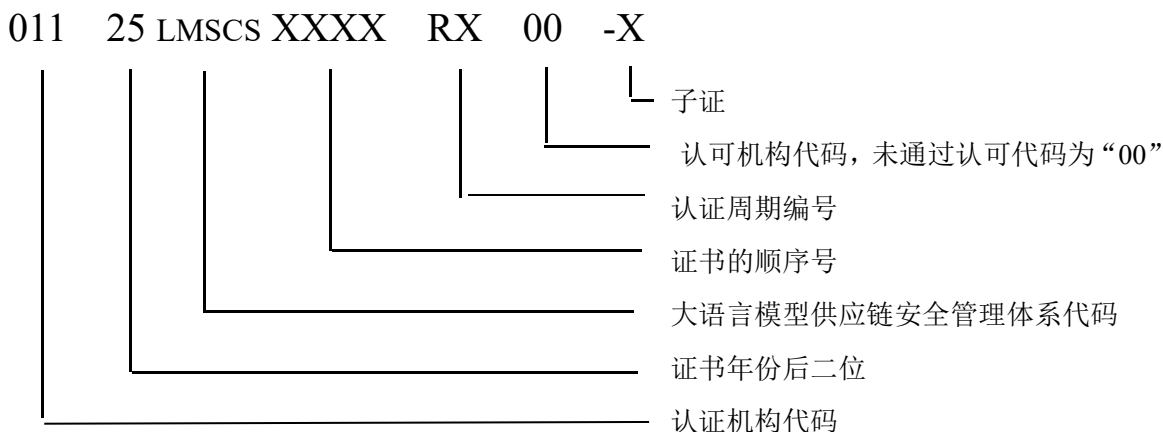 011 25 LMSCS XXXX RX 00 -X
子证
认可机构代码，未通过认可代码为“00”
认证周期编号
证书的顺序号
大语言模型供应链安全管理体系代码
证书年份后二位
认证机构代码